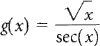 g(x) = √x / sec(x)